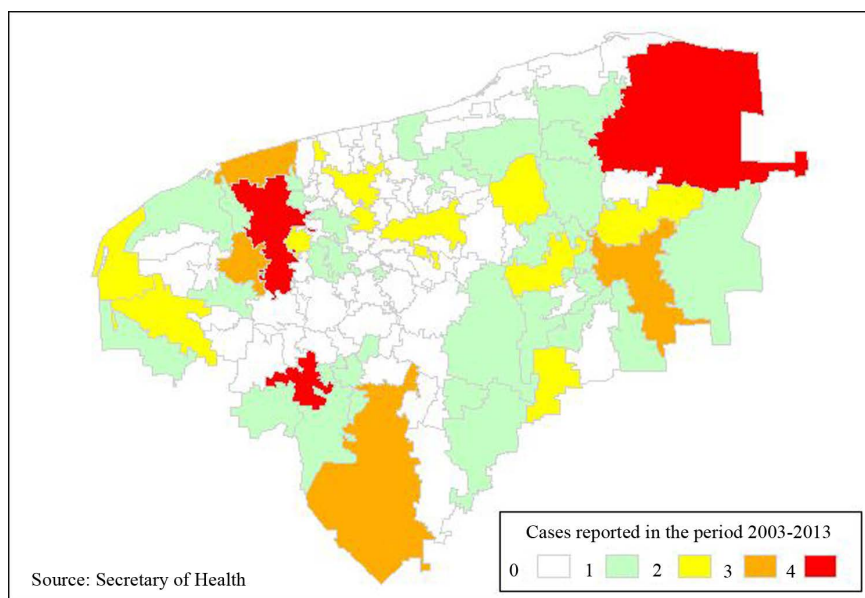 Cases reported in the period 2003-2013
0 1 2 3 4
Source: Secretary of Health